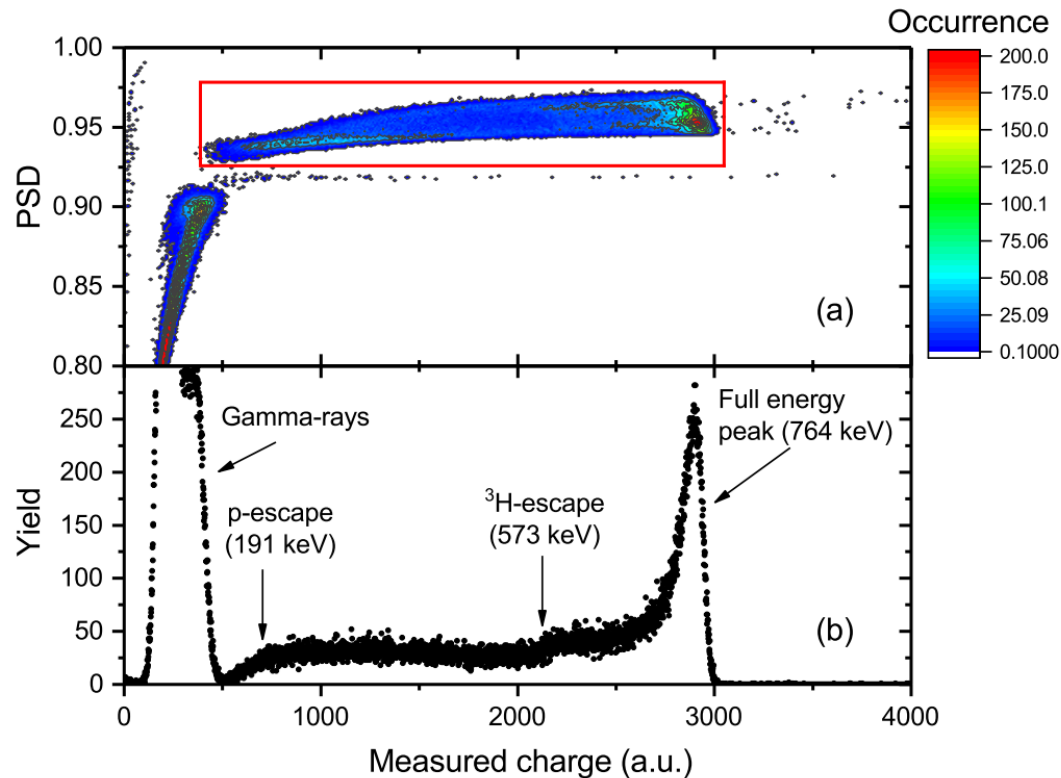 Occurrence
200.0
175.0
150.0
125.0
100.1
75.06
50.08
25.09
0.1000
1.00
0.95
0.90
0.85
0.80
PSD
(a)
250
200
150
100
50
0
Yield
Gamma-rays
p-escape
(191 keV)
³H-escape
(573 keV)
Full energy
peak (764 keV)
(b)
0 1000 2000 3000 4000
Measured charge (a.u.)